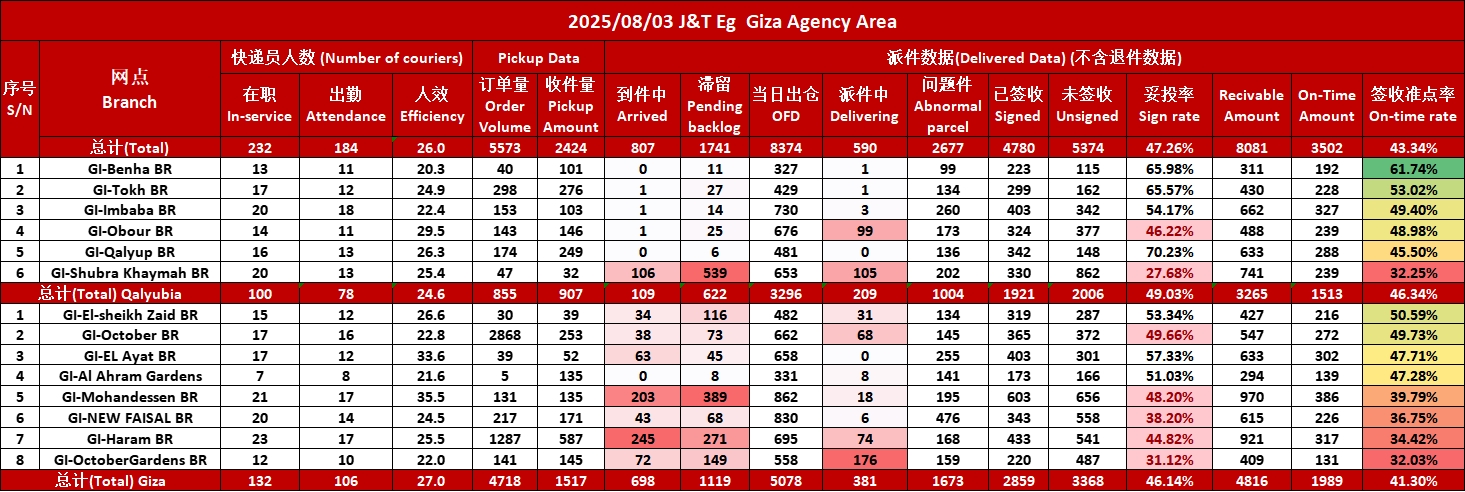 2025/08/03 J&T Eg  Giza Agency Area
序号 S/N 网点 Branch 快递员人数 (Number of couriers) Pickup Data 派件数据(Delivered Data) (不含退件数据)
在职 In-service 出勤 Attendance 人效 Efficiency 订单量 Order Volume 收件量 Pickup Amount 到件中 Arrived 滞留 Pending backlog 当日出仓 OFD 派件中 Delivering 问题件 Abnormal parcel 已签收 Signed 未签收 Unsigned 妥投率 Sign rate Recivable Amount On-Time Amount 签收准点率 On-time rate
总计(Total) 232 184 26.0 5573 2424 807 1741 8374 590 2677 4780 5374 47.26% 8081 3502 43.34%
1 GI-Benha BR 13 11 20.3 40 101 0 11 327 1 99 223 115 65.98% 311 192 61.74%
2 GI-Tokh BR 17 12 24.9 298 276 1 27 429 1 134 299 162 65.57% 430 228 53.02%
3 GI-Imbaba BR 20 18 22.4 153 103 1 14 730 3 260 403 342 54.17% 662 327 49.40%
4 GI-Obour BR 14 11 29.5 143 146 1 25 676 99 173 324 377 46.22% 488 239 48.98%
5 GI-Qalyup BR 16 13 26.3 174 249 0 6 481 0 136 342 148 70.23% 633 288 45.50%
6 GI-Shubra Khaymah BR 20 13 25.4 47 32 106 539 653 105 202 330 862 27.68% 741 239 32.25%
总计(Total) Qalyubia 100 78 24.6 855 907 109 622 3296 209 1004 1921 2006 49.03% 3265 1513 46.34%
1 GI-El-sheikh Zaid BR 15 12 26.6 30 39 34 116 482 31 134 319 287 53.34% 427 216 50.59%
2 GI-October BR 17 16 22.8 2868 253 38 73 662 68 145 365 372 49.66% 547 272 49.73%
3 GI-EL Ayat BR 17 12 33.6 39 52 63 45 658 0 255 403 301 57.33% 633 302 47.71%
4 GI-Al Ahram Gardens 7 8 21.6 5 135 0 8 331 8 141 173 166 51.03% 294 139 47.28%
5 GI-Mohandessen BR 21 17 35.5 131 135 203 389 862 18 195 603 656 48.20% 970 386 39.79%
6 GI-NEW FAISAL BR 20 14 24.5 217 171 43 68 830 6 476 343 558 38.20% 615 226 36.75%
7 GI-Haram BR 23 17 25.5 1287 587 245 271 695 74 168 433 541 44.82% 921 317 34.42%
8 GI-OctoberGardens BR 12 10 22.0 141 145 72 149 558 176 159 220 487 31.12% 409 131 32.03%
总计(Total) Giza 132 106 27.0 4718 1517 698 1119 5078 381 1673 2859 3368 46.14% 4816 1989 41.30%